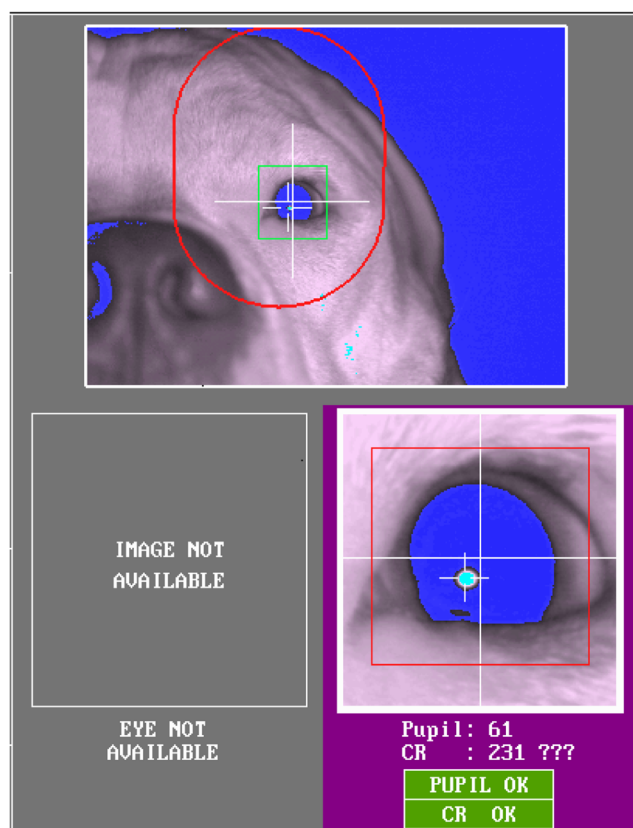 IMAGE NOT
AVAILABLE
EYE NOT
AVAILABLE
Pupil: 61
CR : 231 ???
PUPIL OK
CR OK